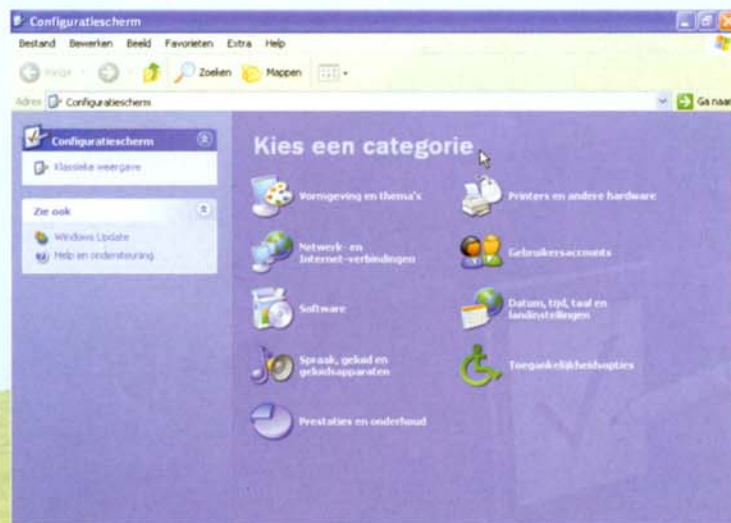 Configuratiescherm
Bestand Bewerken Beeld Favorieten Extra Help
Vorige Zoeken Mappen
Adres Configuratiescherm Ga naar
Configuratiescherm
Klassieke weergave
Zie ook
Windows Update
Help en ondersteuning
Kies een categorie
Vormgeving en thema's
Printers en andere hardware
Netwerk- en
Internet-verbindingen
Gebruikersaccounts
Software
Datum, tijd, taal en
landinstellingen
Spraak, geluid en
geluidsapparaten
Toegankelijkheidsopties
Prestaties en onderhoud